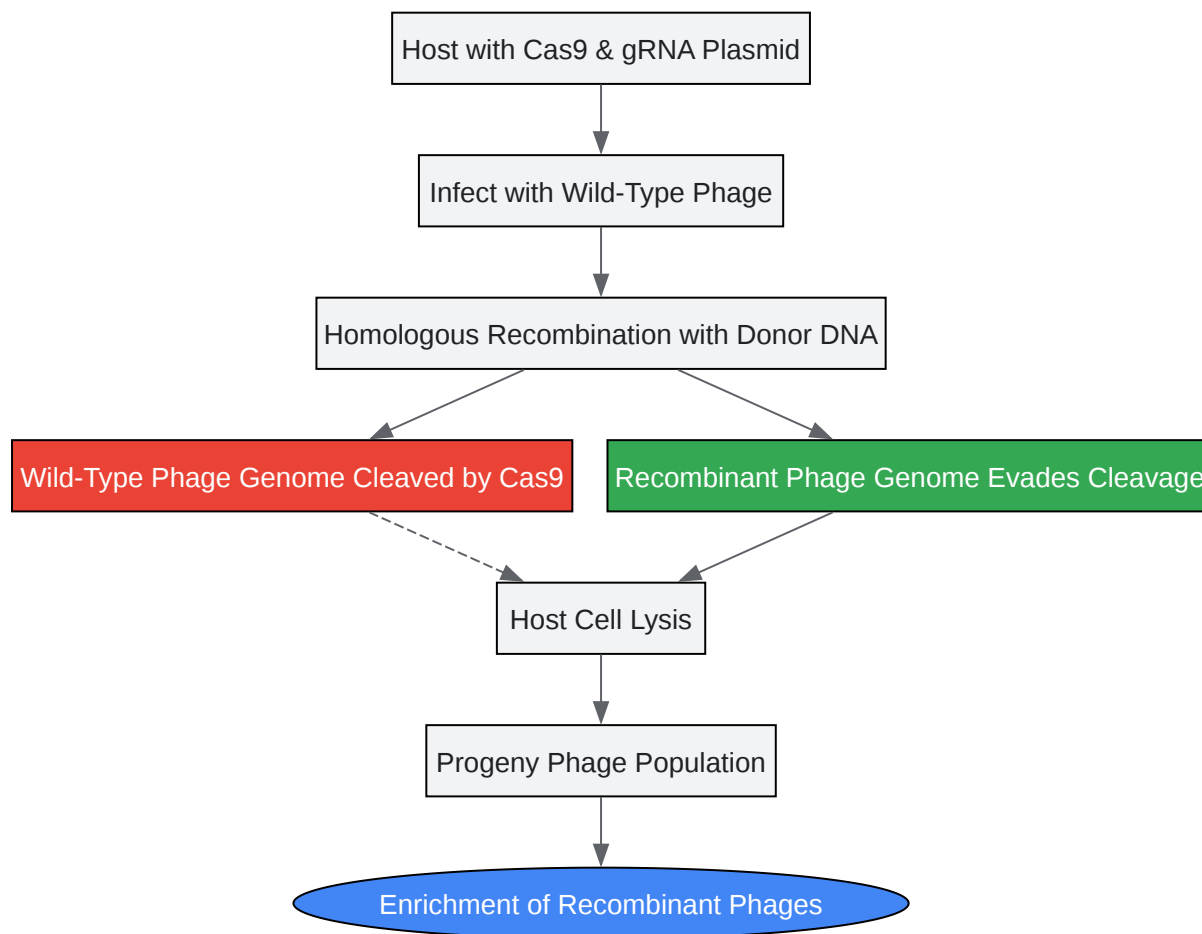 Host with Cas9 & gRNA Plasmid
Infect with Wild-Type Phage
Homologous Recombination with Donor DNA
Wild-Type Phage Genome Cleaved by Cas9
Recombinant Phage Genome Evades Cleavage
Host Cell Lysis
Progeny Phage Population
Enrichment of Recombinant Phages